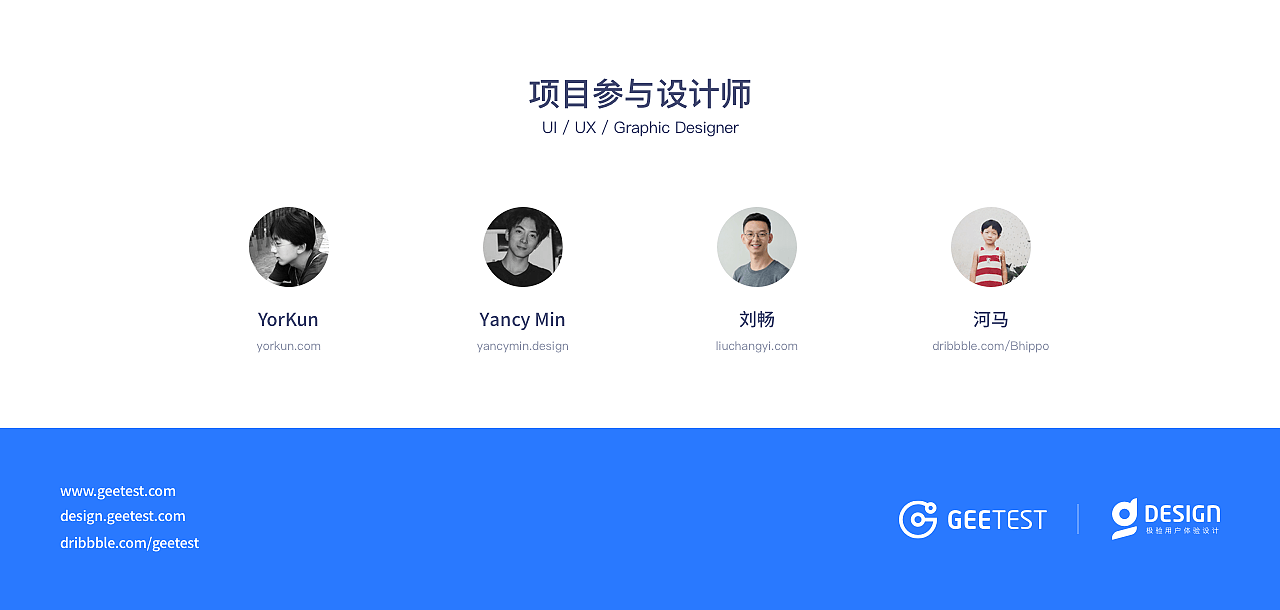 项目参与设计师
UI / UX / Graphic Designer
YorKun
yorkun.com
Yancy Min
yancymin.design
刘畅
liuchangyi.com
河马
dribbble.com/Bhippo
www.geetest.com
design.geetest.com
dribbble.com/geetest
GEETEST
DESIGN
极验用户体验设计